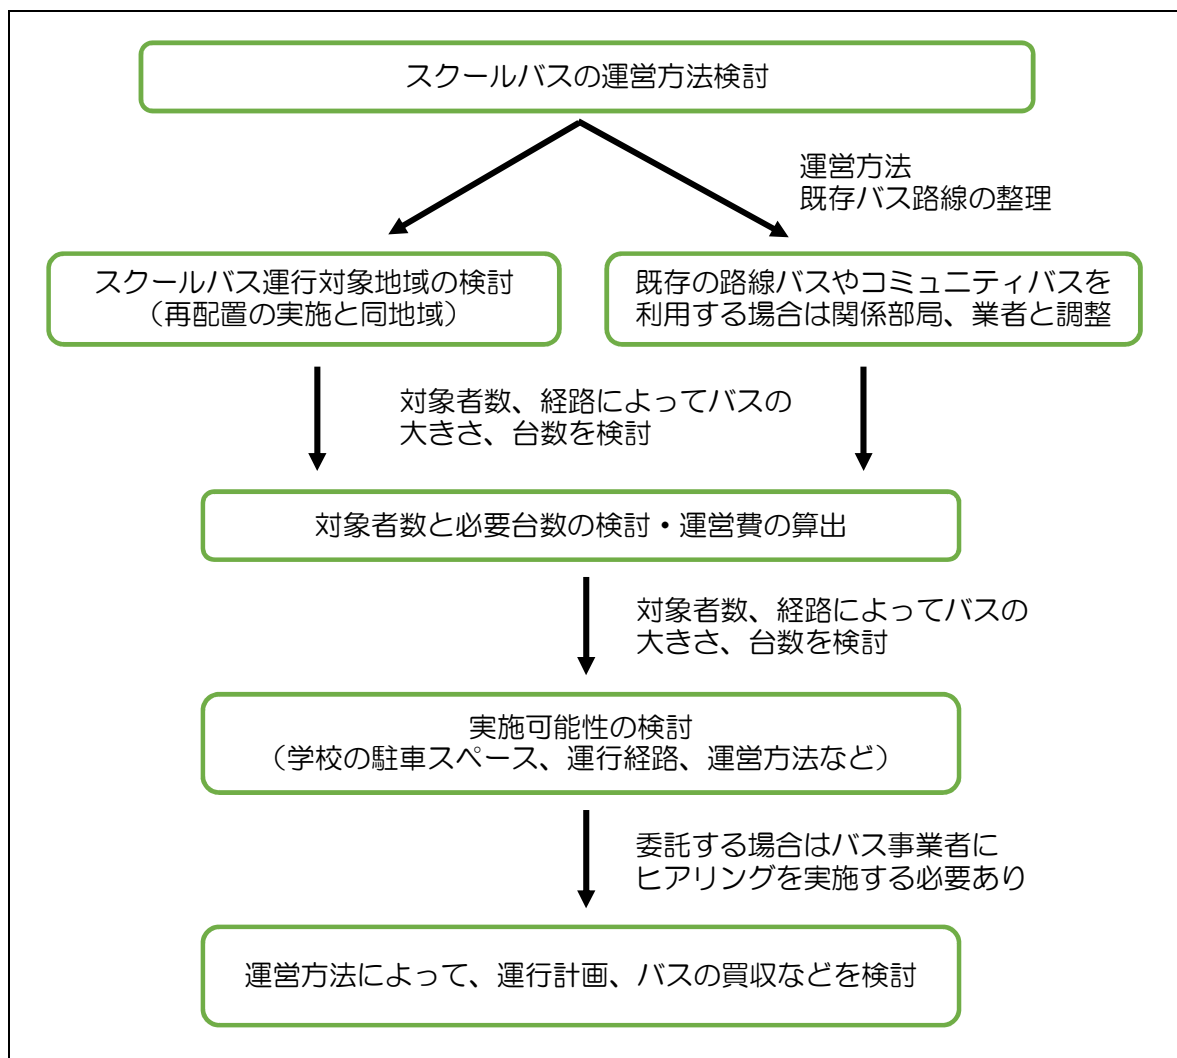 スクールバスの運営方法検討
運営方法
既存バス路線の整理
スクールバス運行対象地域の検討
（再配置の実施と同地域）
既存の路線バスやコミュニティバスを
利用する場合は関係部局、業者と調整
対象者数、経路によってバスの
大きさ、台数を検討
対象者数と必要台数の検討・運営費の算出
対象者数、経路によってバスの
大きさ、台数を検討
実施可能性の検討
（学校の駐車スペース、運行経路、運営方法など）
委託する場合はバス事業者に
ヒアリングを実施する必要あり
運営方法によって、運行計画、バスの買収などを検討